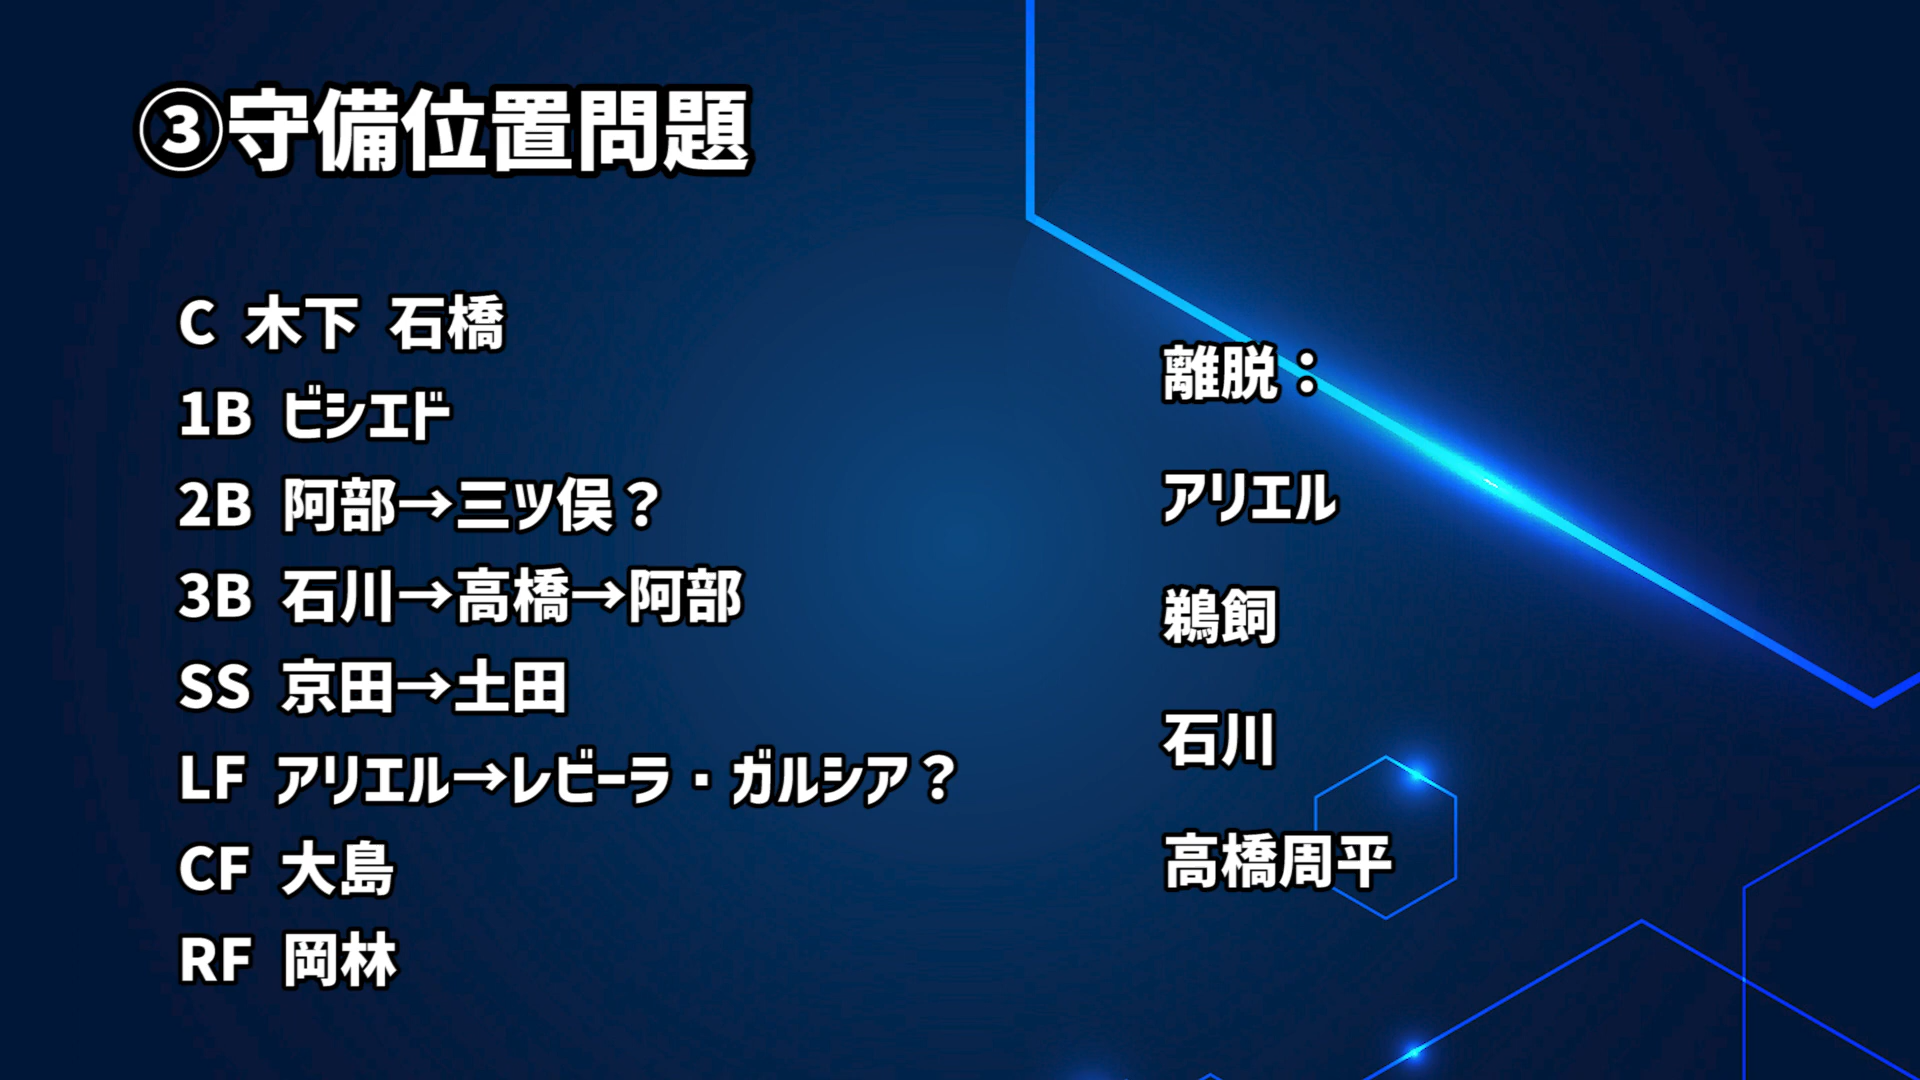 ③守備位置問題
C 木下 石橋
1B ビシエド
2B 阿部→三ツ俣？
3B 石川→高橋→阿部
SS 京田→土田
LF アリエル→レビーラ・ガルシア？
CF 大島
RF 岡林
離脱：
アリエル
鵜飼
石川
高橋周平